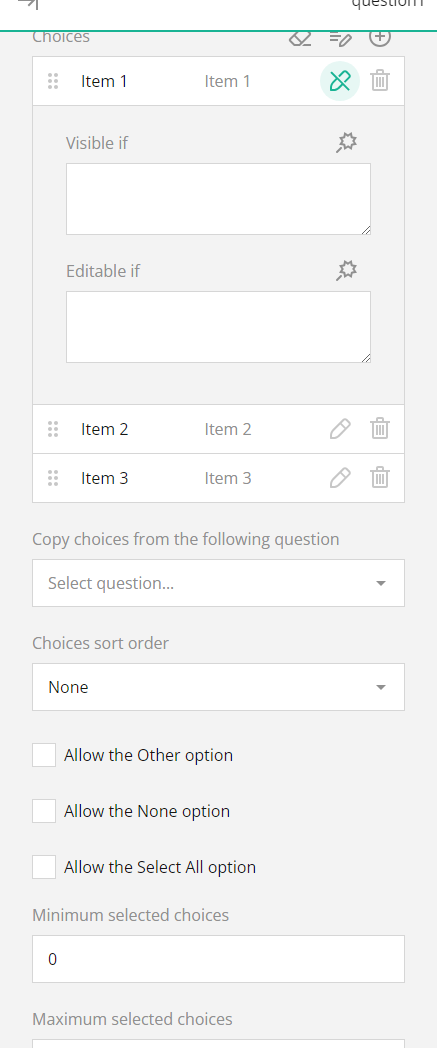 question1
Choices
Item 1 Item 1
Visible if
Editable if
Item 2 Item 2
Item 3 Item 3
Copy choices from the following question
Select question...
Choices sort order
None
Allow the Other option
Allow the None option
Allow the Select All option
Minimum selected choices
0
Maximum selected choices